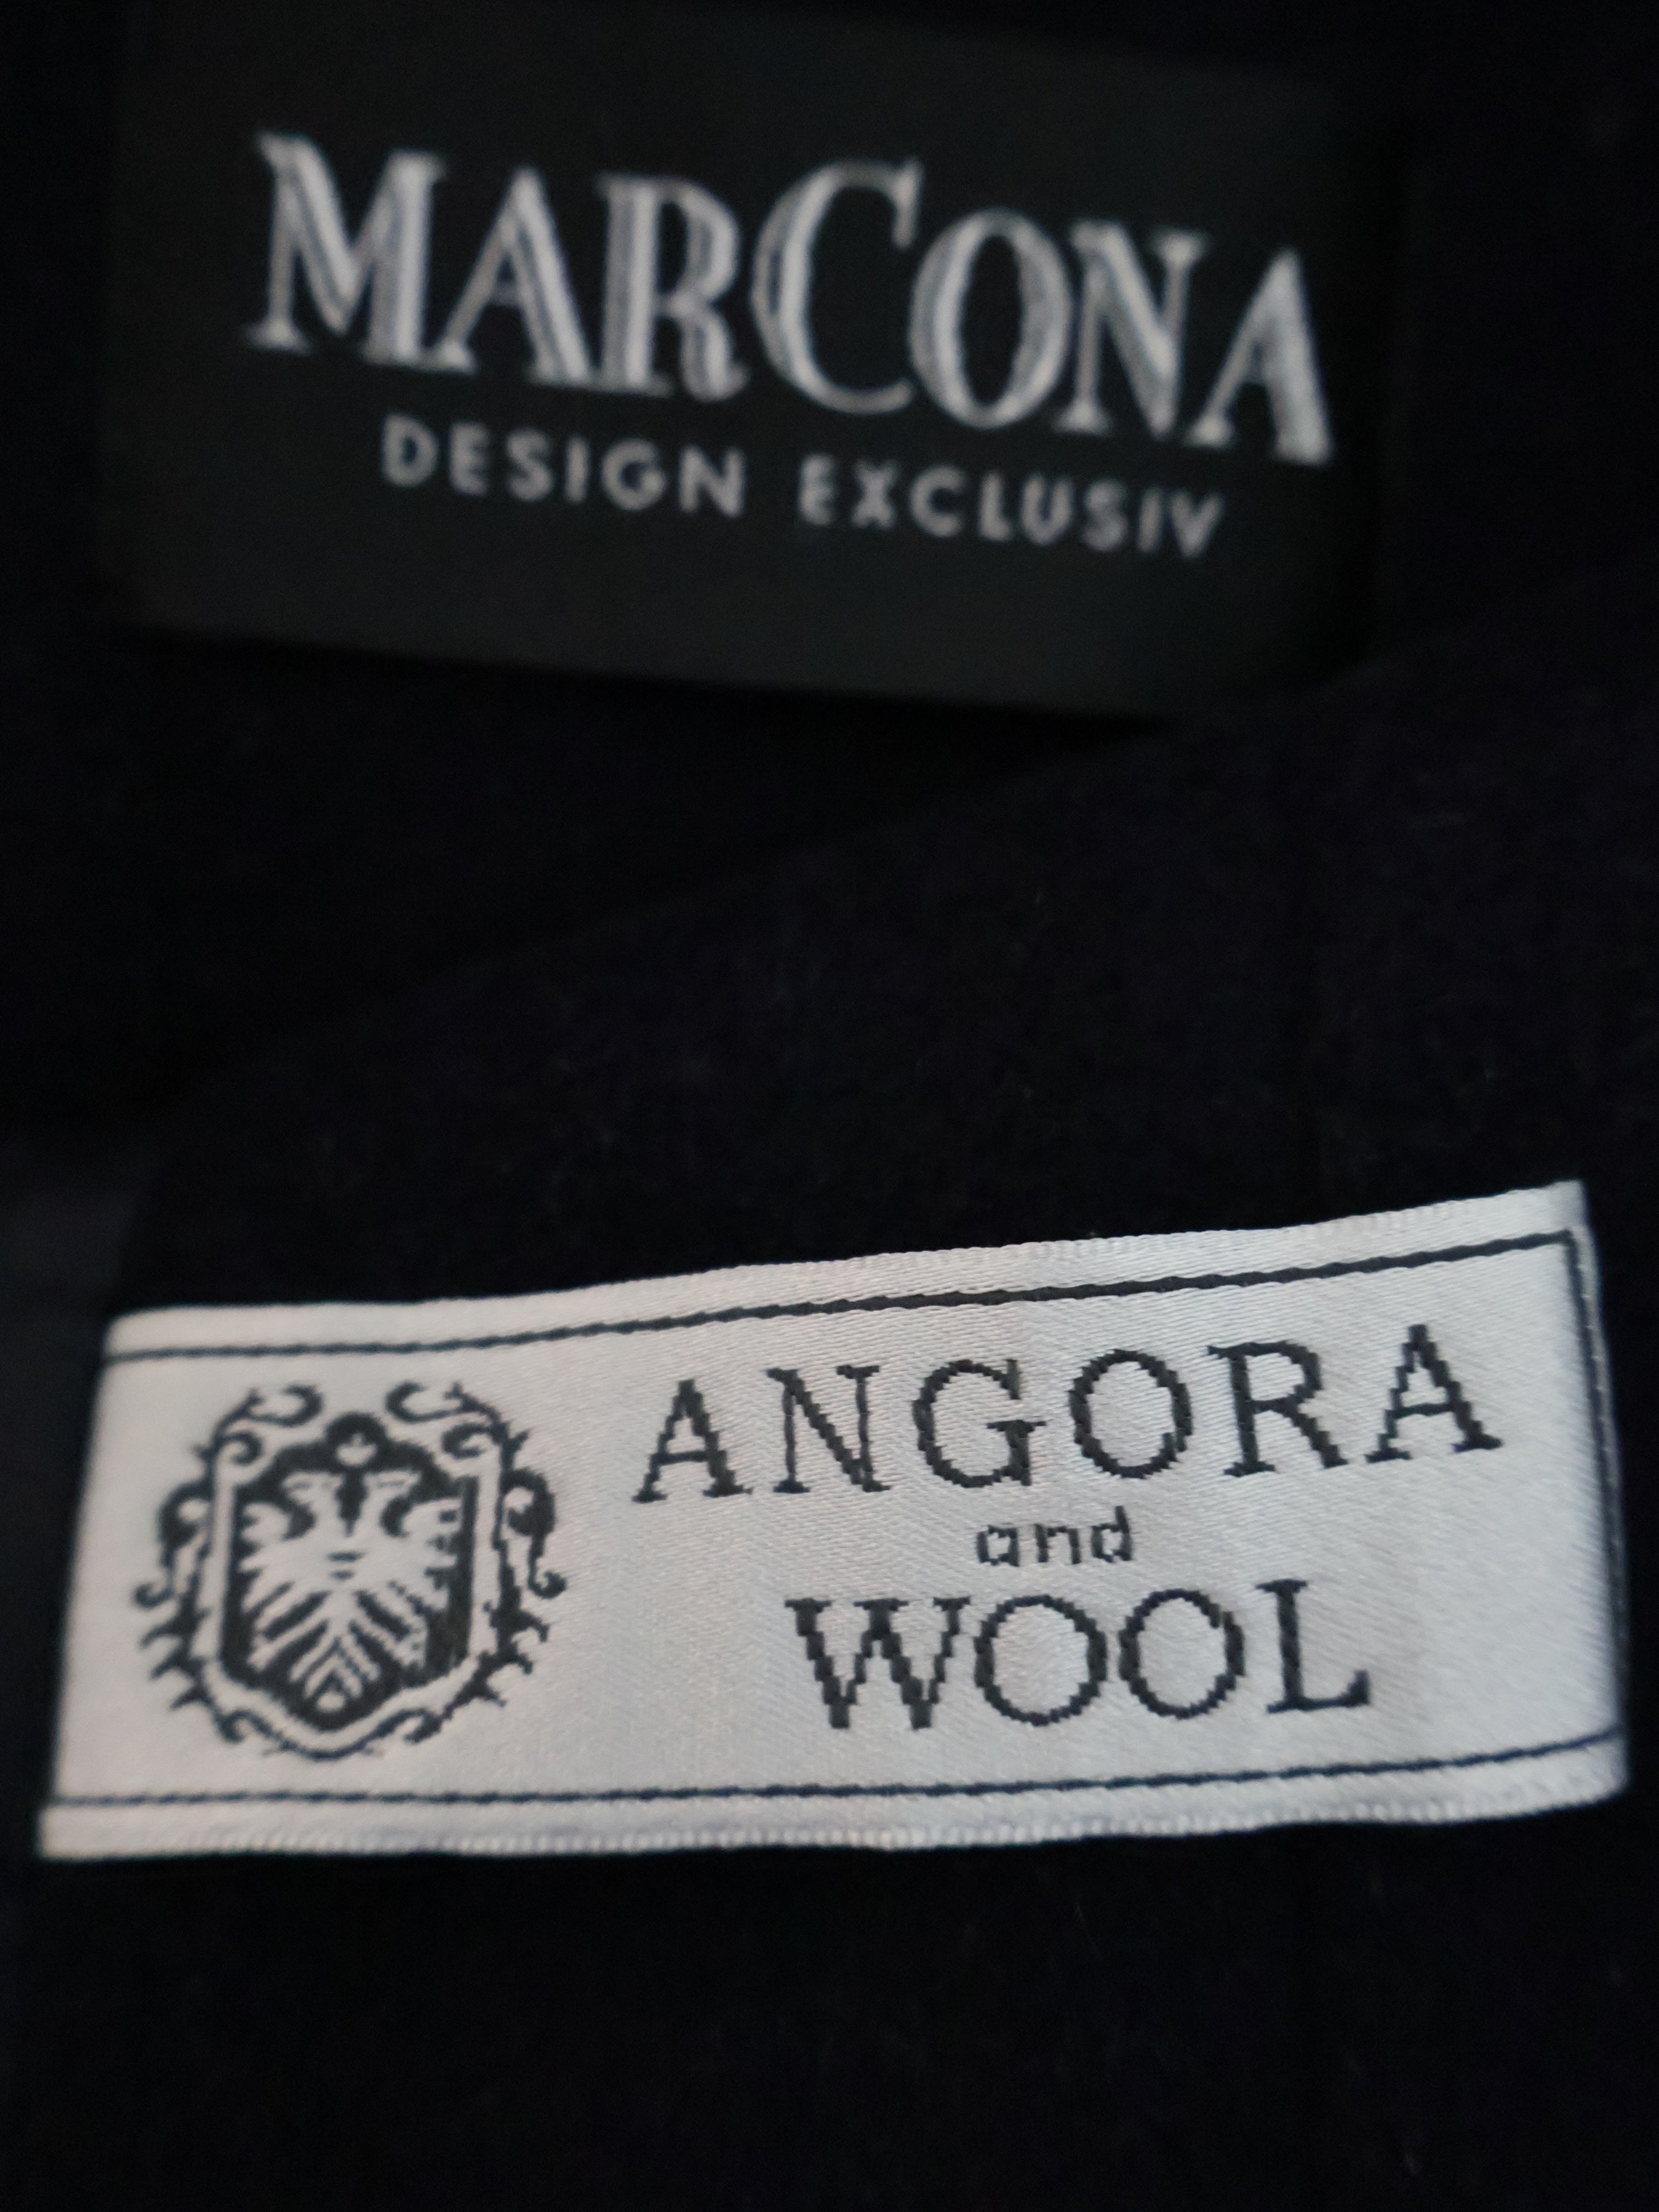 MARCONA
DESIGN EXCLUSIV
ANGORA
and
WOOL